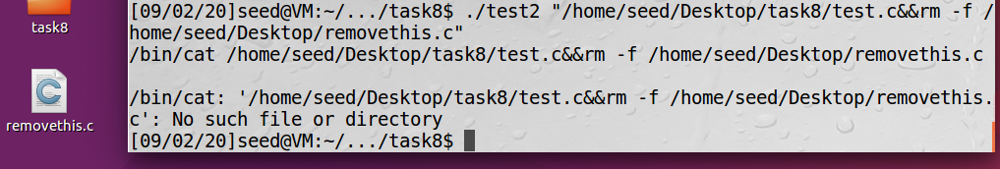 task8
removethis.c
[09/02/20]seed@VM:~/.../task8$ ./test2 "/home/seed/Desktop/task8/test.c&&rm -f /
home/seed/Desktop/removethis.c"
/bin/cat /home/seed/Desktop/task8/test.c&&rm -f /home/seed/Desktop/removethis.c
/bin/cat: '/home/seed/Desktop/task8/test.c&&rm -f /home/seed/Desktop/removethis.
c': No such file or directory
[09/02/20]seed@VM:~/.../task8$